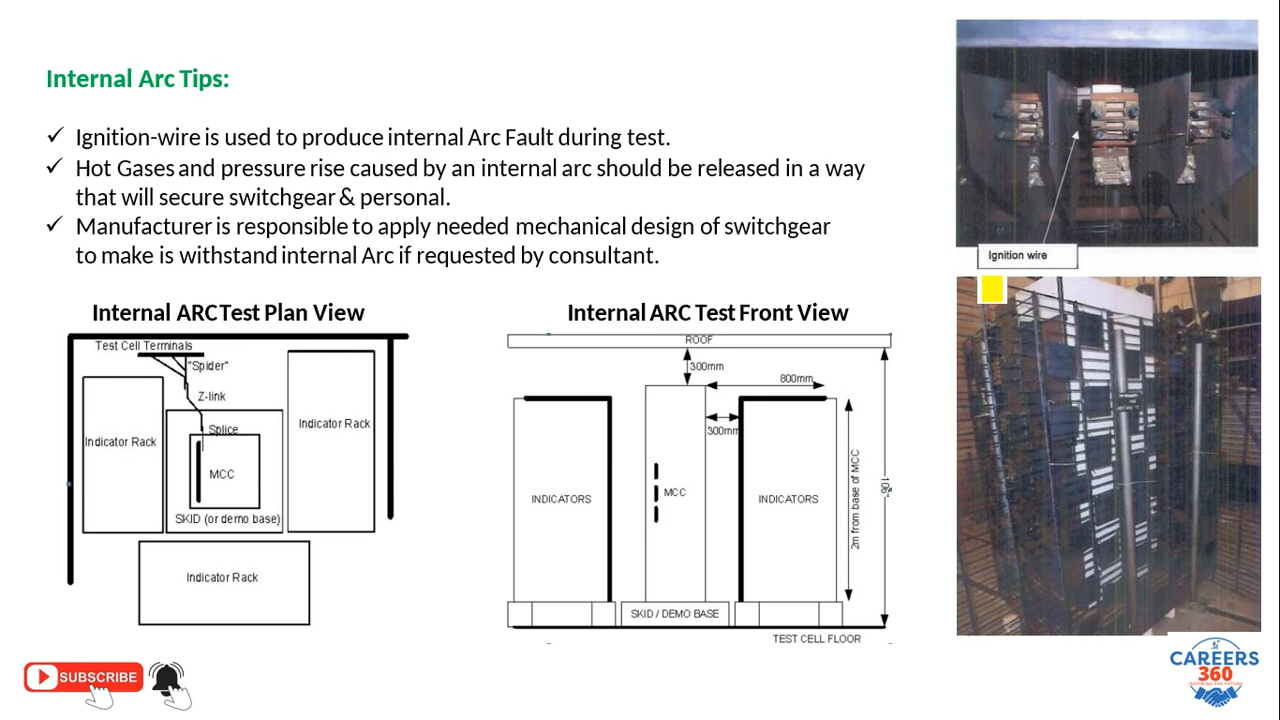 Internal Arc Tips:
✓ Ignition-wire is used to produce internal Arc Fault during test.
✓ Hot Gases and pressure rise caused by an internal arc should be released in a way
that will secure switchgear & personal.
✓ Manufacturer is responsible to apply needed mechanical design of switchgear
to make is withstand internal Arc if requested by consultant.
Ignition wire
Internal ARC Test Plan View
Test Cell Terminals
"Spider"
Z-link
Splice
Indicator Rack
Indicator Rack
MCC
SKID (or demo base)
Indicator Rack
Internal ARC Test Front View
ROOF
300mm
800mm
300mm
INDICATORS
MCC
INDICATORS
2m from base of MCC
SKID / DEMO BASE
TEST CELL FLOOR
SUBSCRIBE
CAREERS
360
INSPIRING THE FUTURE